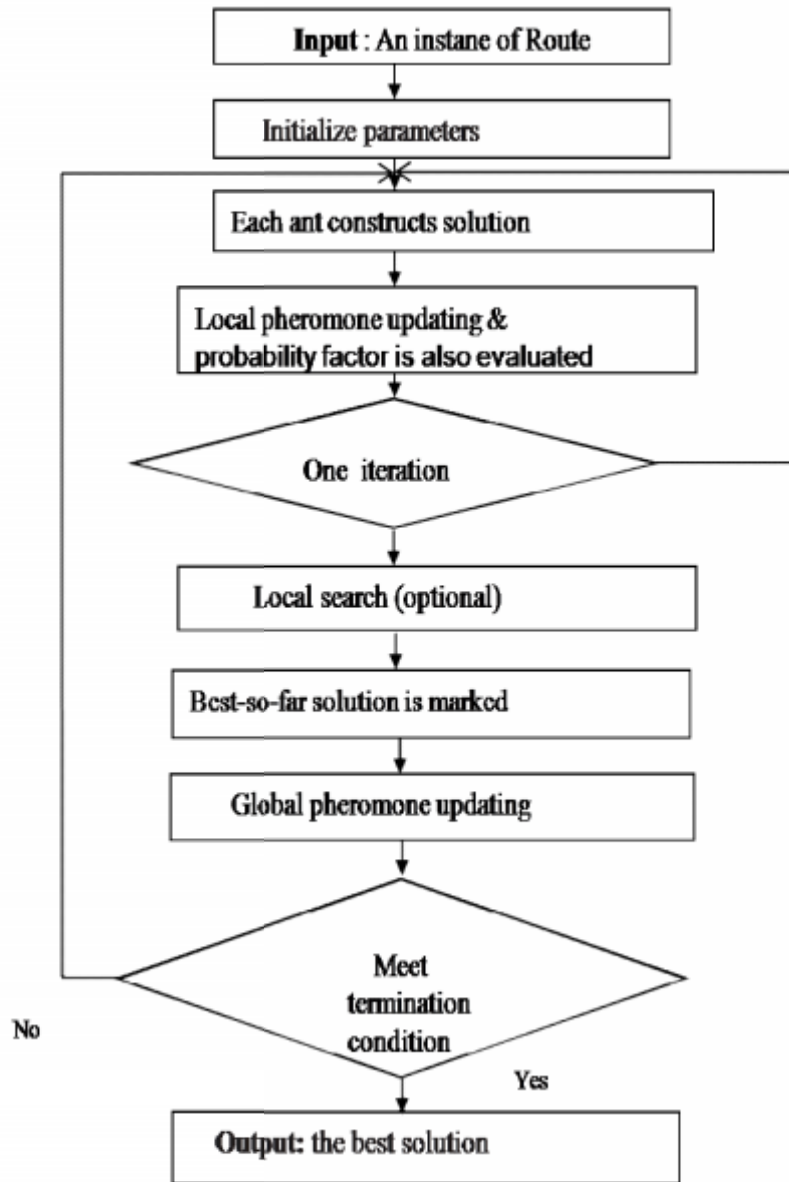 Input : An instane of Route
Initialize parameters
Each ant constructs solution
Local pheromone updating &
probability factor is also evaluated
One iteration
Local search (optional)
Best-so-far solution is marked
Global pheromone updating
Meet
termination
condition
No
Yes
Output: the best solution